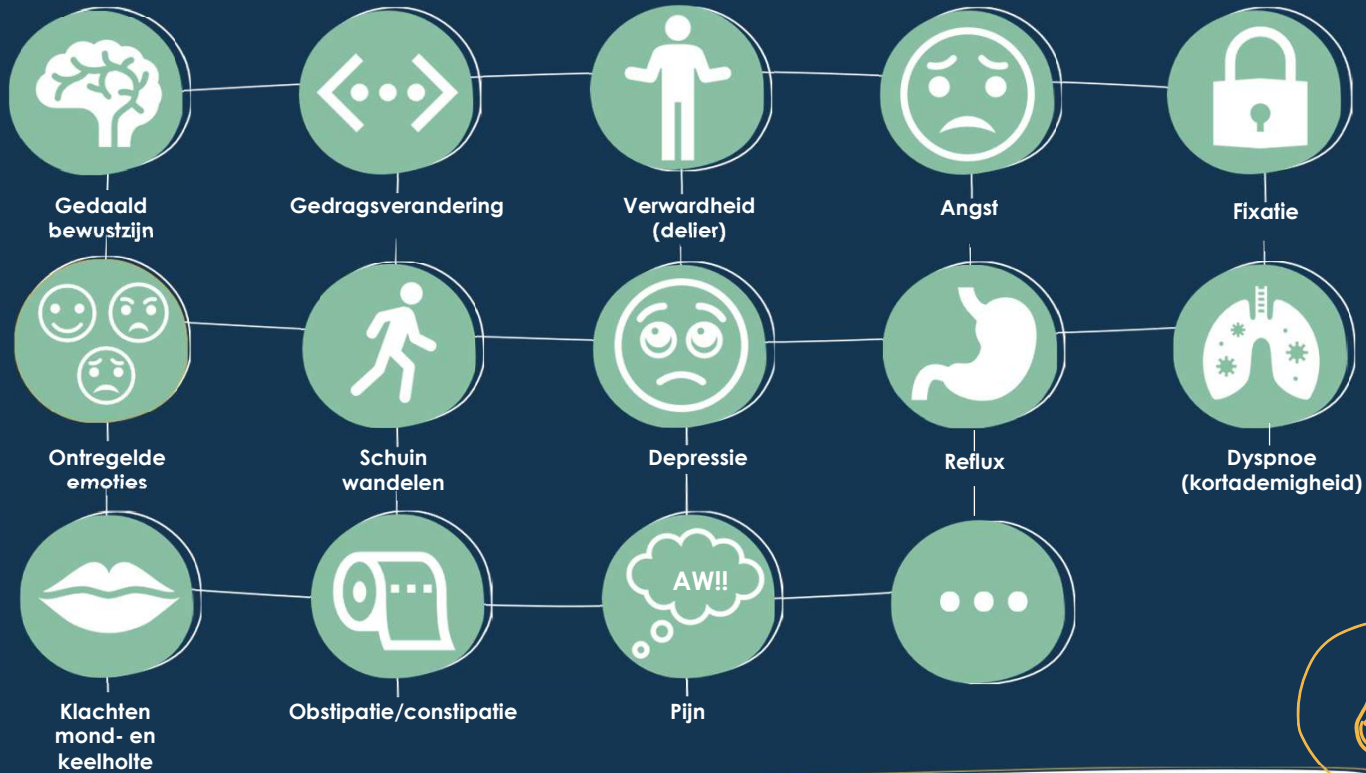 Gedaald
bewustzijn
Gedragsverandering
Verwardheid
(delier)
Angst
Fixatie
Ontregelde
emoties
Schuin
wandelen
Depressie
Reflux
Dyspnoe
(kortademigheid)
AW!!
Klachten
mond- en
keelholte
Obstipatie/constipatie
Pijn